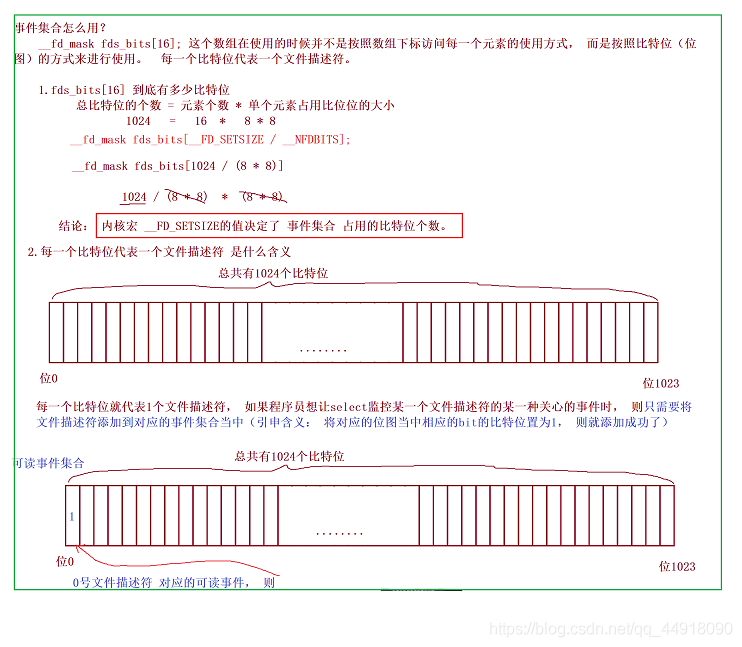 事件集合怎么用？
__fd_mask fds_bits[16]; 这个数组在使用的时候并不是按照数组下标访问每一个元素的使用方式， 而是按照比特位（位
图）的方式来进行使用。 每一个比特位代表一个文件描述符。
1.fds_bits[16] 到底有多少比特位
总比特位的个数 = 元素个数 * 单个元素占用比位位的大小
1024 = 16 * 8 * 8
__fd_mask fds_bits[__FD_SETSIZE / __NFDBITS];
__fd_mask fds_bits[1024 / (8 * 8)]
1024 / (8 * 8) * (8 * 8)
结论： 内核宏 __FD_SETSIZE的值决定了 事件集合 占用的比特位个数。
2.每一个比特位代表一个文件描述符 是什么含义
总共有1024个比特位
........
位0
位1023
每一个比特位就代表1个文件描述符， 如果程序员想让select监控某一个文件描述符的某一种关心的事件时， 则只需要将
文件描述符添加到对应的事件集合当中（引申含义： 将对应的位图当中相应的bit的比特位置为1， 则就添加成功了）
可读事件集合
总共有1024个比特位
1
........
位0
位1023
0号文件描述符 对应的可读事件， 则
https://blog.csdn.net/qq_44918090